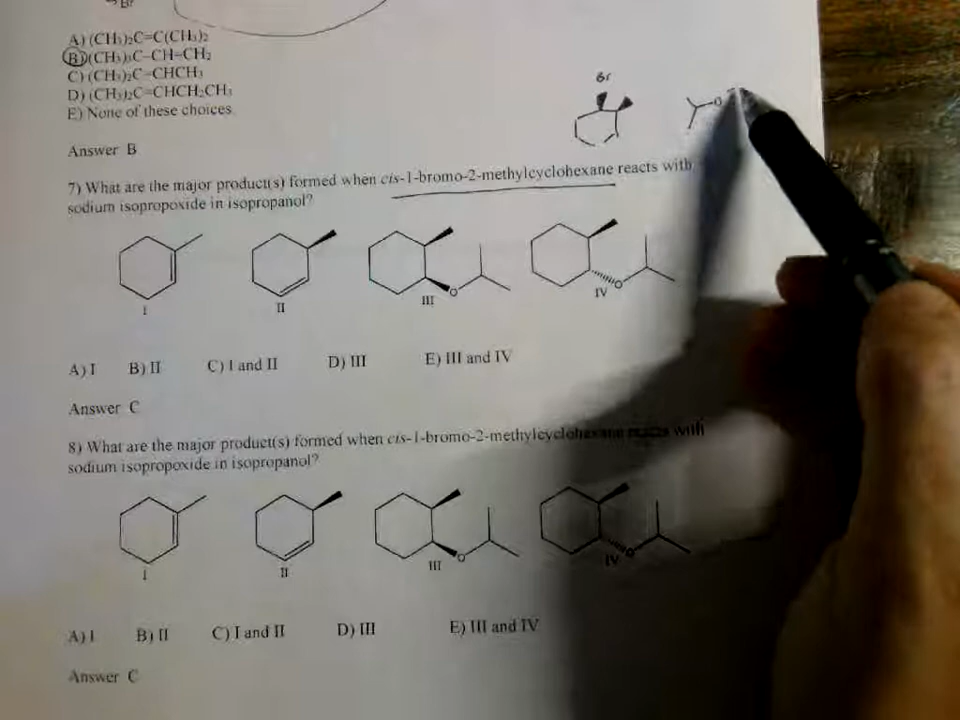 Br
A) (CH₃)₂C=C(CH₃)₂
B) (CH₃)₃C-CH=CH₂
C) (CH₃)₂C=CHCH₃
D) (CH₃)₂C=CHCH₂CH₃
E) None of these choices.
Br
O
Answer B
7) What are the major product(s) formed when cis-1-bromo-2-methylcyclohexane reacts with
sodium isopropoxide in isopropanol?
O O
I II III IV
A) I B) II C) I and II D) III E) III and IV
Answer C
8) What are the major product(s) formed when cis-1-bromo-2-methylcyclohexane reacts with
sodium isopropoxide in isopropanol?
O O
I II III IV
A) I B) II C) I and II D) III E) III and IV
Answer C